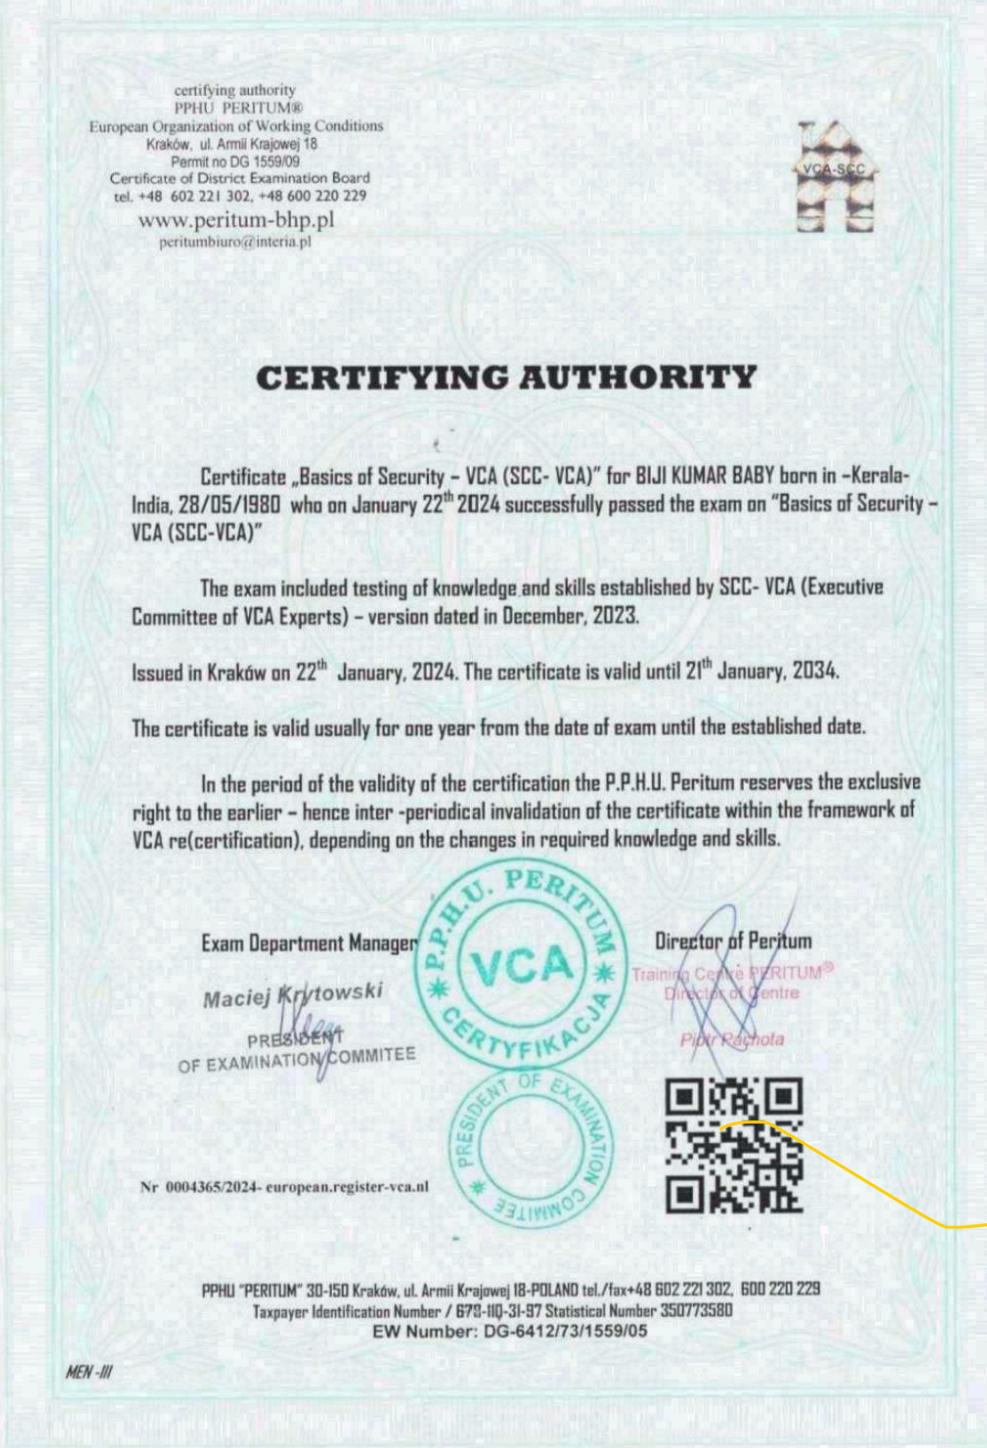 certifying authority
PPHU PERITUM®
European Organization of Working Conditions
Kraków, ul. Armii Krajowej 18
Permit no DG 1559/09
Certificate of District Examination Board
tel. +48 602 221 302, +48 600 220 229
www.peritum-bhp.pl
peritumbiuro@interia.pl
VCA-SCC
CERTIFYING AUTHORITY
Certificate „Basics of Security – VCA (SCC- VCA)” for BIJI KUMAR BABY born in –Kerala-
India, 28/05/1980 who on January 22th 2024 successfully passed the exam on “Basics of Security –
VCA (SCC-VCA)”
The exam included testing of knowledge and skills established by SCC- VCA (Executive
Committee of VCA Experts) – version dated in December, 2023.
Issued in Kraków on 22th January, 2024. The certificate is valid until 21th January, 2034.
The certificate is valid usually for one year from the date of exam until the established date.
In the period of the validity of the certification the P.P.H.U. Peritum reserves the exclusive
right to the earlier – hence inter -periodical invalidation of the certificate within the framework of
VCA re(certification), depending on the changes in required knowledge and skills.
P.P.H.U. PERITUM
VCA
CERTYFIKACJA
Exam Department Manager
Maciej Krytowski
PRESIDENT
OF EXAMINATION COMMITEE
Director of Peritum
Training Centre PERITUM®
Director of Centre
Piotr Pachota
PRESIDENT OF EXAMINATION COMMITEE
Nr 0004365/2024- european.register-vca.nl
PPHU “PERITUM” 30-150 Kraków, ul. Armii Krajowej 18-POLAND tel./fax+48 602 221 302, 600 220 229
Taxpayer Identification Number / 678-110-31-97 Statistical Number 350773580
EW Number: DG-6412/73/1559/05
MEN -III